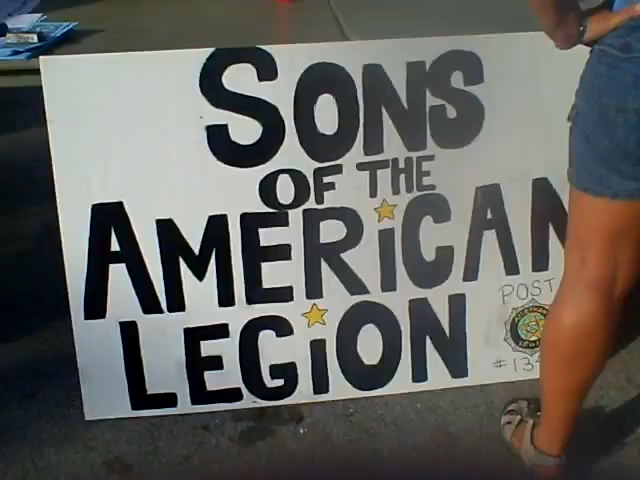 SONS
OF THE
AMERiCAN
LEGiON
POST